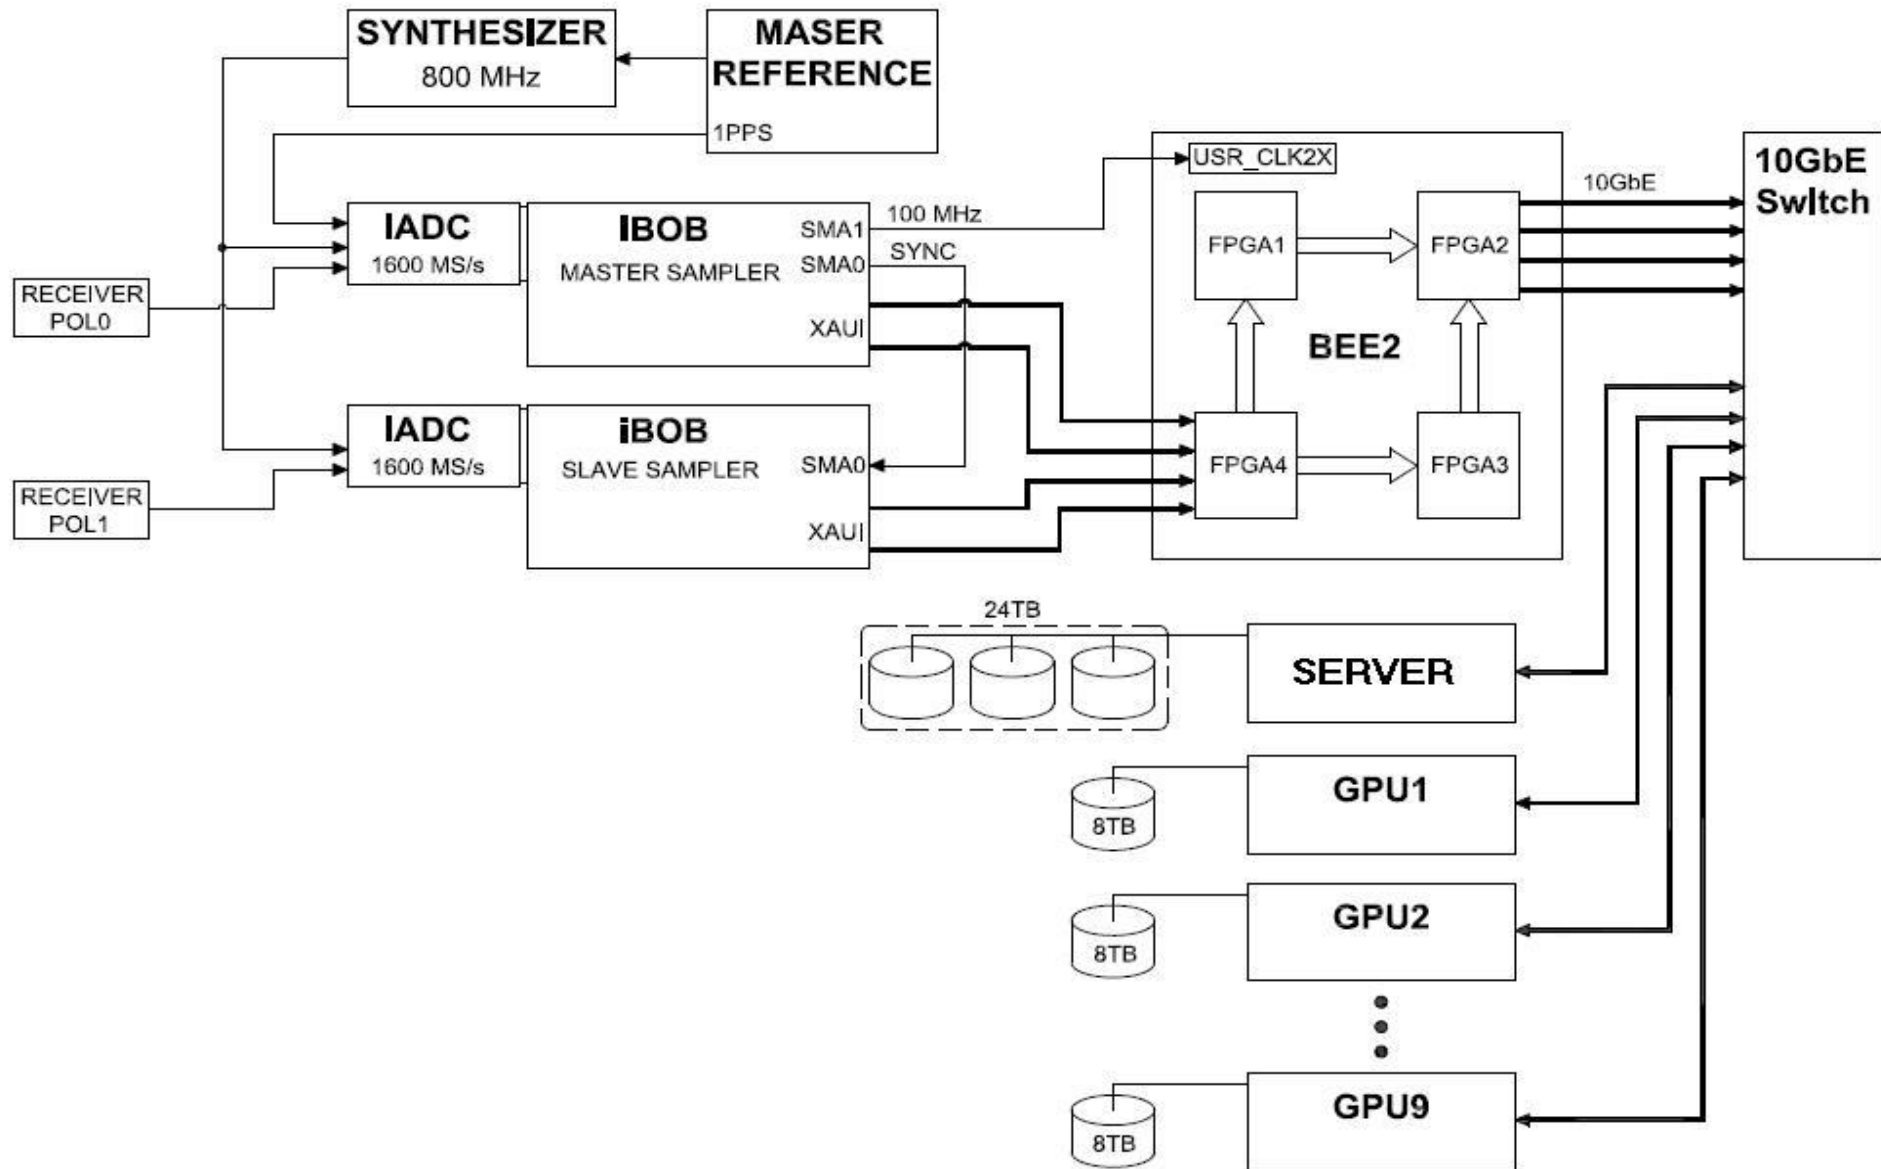 SYNTHESIZER
800 MHz
MASER
REFERENCE
1PPS
USR_CLK2X
10GbE
10GbE
Switch
iADC
1600 MS/s
IBOB
MASTER SAMPLER
SMA1
SMA0
XAUI
100 MHz
SYNC
FPGA1
FPGA2
BEE2
RECEIVER
POL0
iADC
1600 MS/s
iBOB
SLAVE SAMPLER
SMA0
XAUI
FPGA4
FPGA3
RECEIVER
POL1
24TB
SERVER
GPU1
8TB
GPU2
8TB
GPU9
8TB